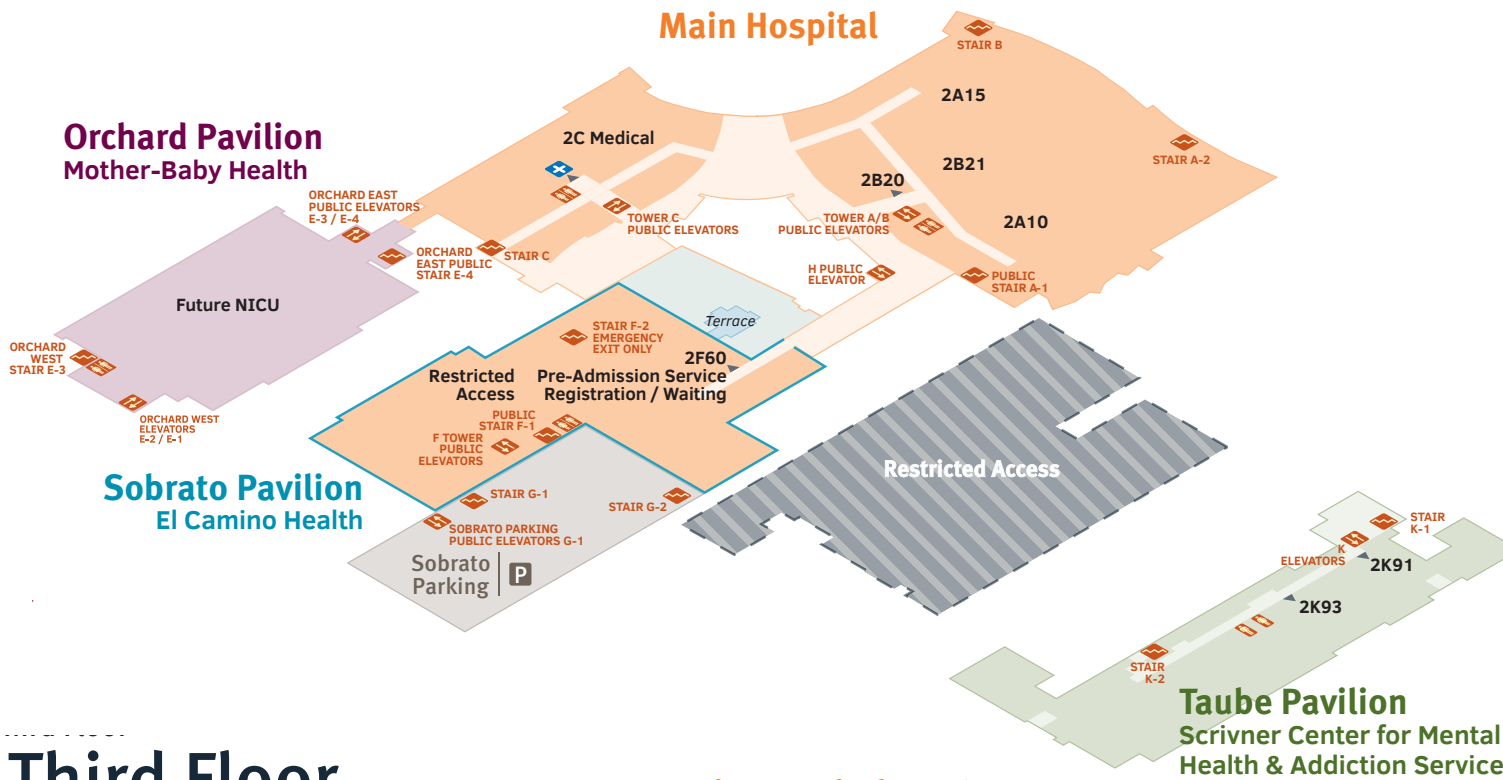 Main Hospital
STAIR B
2A15
2C Medical
2B21
STAIR A-2
2B20
2A10
TOWER C
PUBLIC ELEVATORS
TOWER A/B
PUBLIC ELEVATORS
H PUBLIC
ELEVATOR
PUBLIC
STAIR A-1
STAIR C
Orchard Pavilion
Mother-Baby Health
ORCHARD EAST
PUBLIC ELEVATORS
E-3 / E-4
ORCHARD
EAST PUBLIC
STAIR E-4
Future NICU
ORCHARD
WEST
STAIR E-3
ORCHARD WEST
ELEVATORS
E-2 / E-1
Terrace
STAIR F-2
EMERGENCY
EXIT ONLY
2F60
Restricted
Access
Pre-Admission Service
Registration / Waiting
PUBLIC
STAIR F-1
F TOWER
PUBLIC
ELEVATORS
Sobrato Pavilion
El Camino Health
STAIR G-1
STAIR G-2
SOBRATO PARKING
PUBLIC ELEVATORS G-1
Sobrato
Parking
P
Restricted Access
STAIR
K-1
K
ELEVATORS
2K91
2K93
STAIR
K-2
Taube Pavilion
Scrivner Center for Mental
Health & Addiction Service
Third Floor